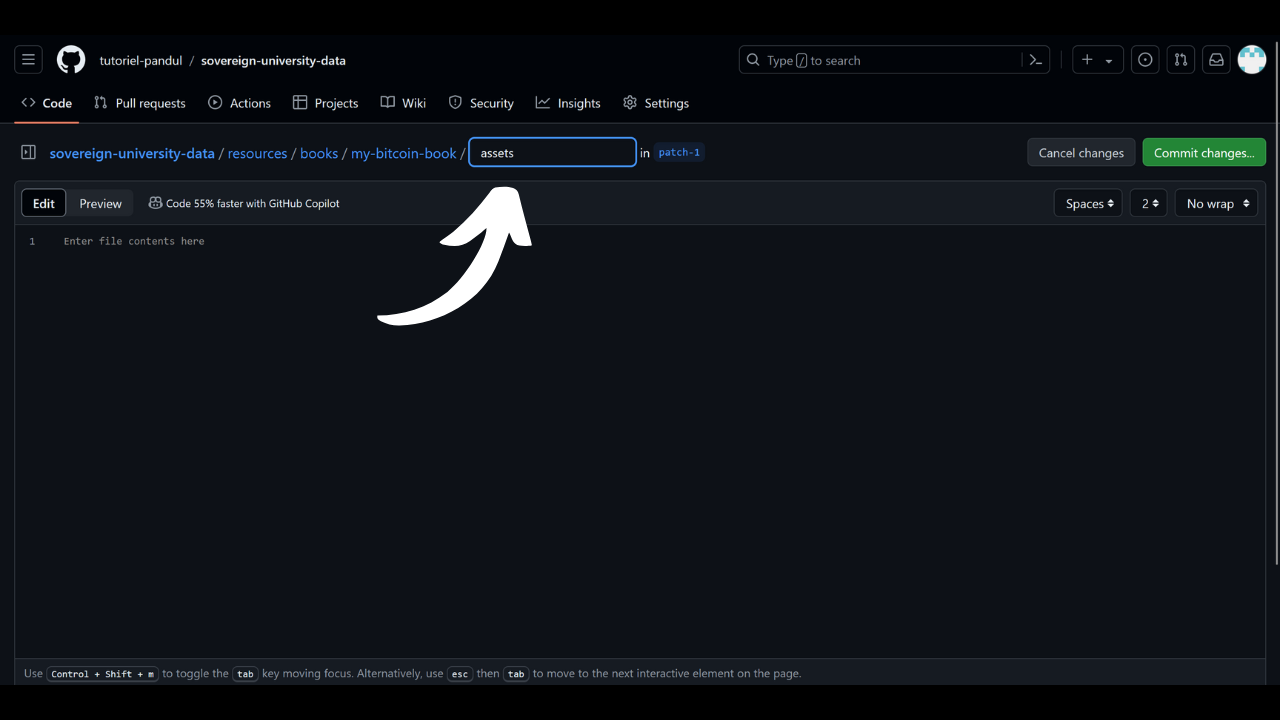 tutoriel-pandul / sovereign-university-data Type / to search
Code Pull requests Actions Projects Wiki Security Insights Settings
sovereign-university-data / resources / books / my-bitcoin-book / assets in patch-1 Cancel changes Commit changes...
Edit Preview Code 55% faster with GitHub Copilot Spaces 2 No wrap
1 Enter file contents here
Use Control + Shift + m to toggle the tab key moving focus. Alternatively, use esc then tab to move to the next interactive element on the page.